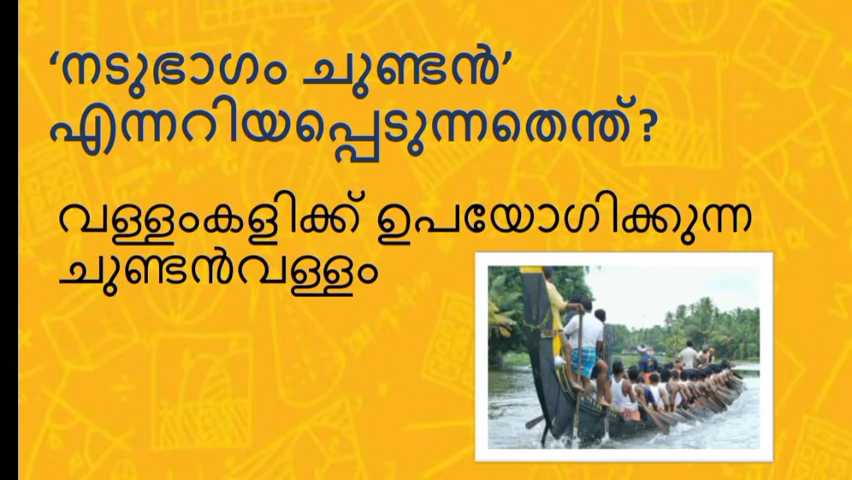 ‘നടുഭാഗം ചുണ്ടൻ’
എന്നറിയപ്പെടുന്നതെന്ത്?
വള്ളംകളിക്ക് ഉപയോഗിക്കുന്ന
ചുണ്ടൻവള്ളം